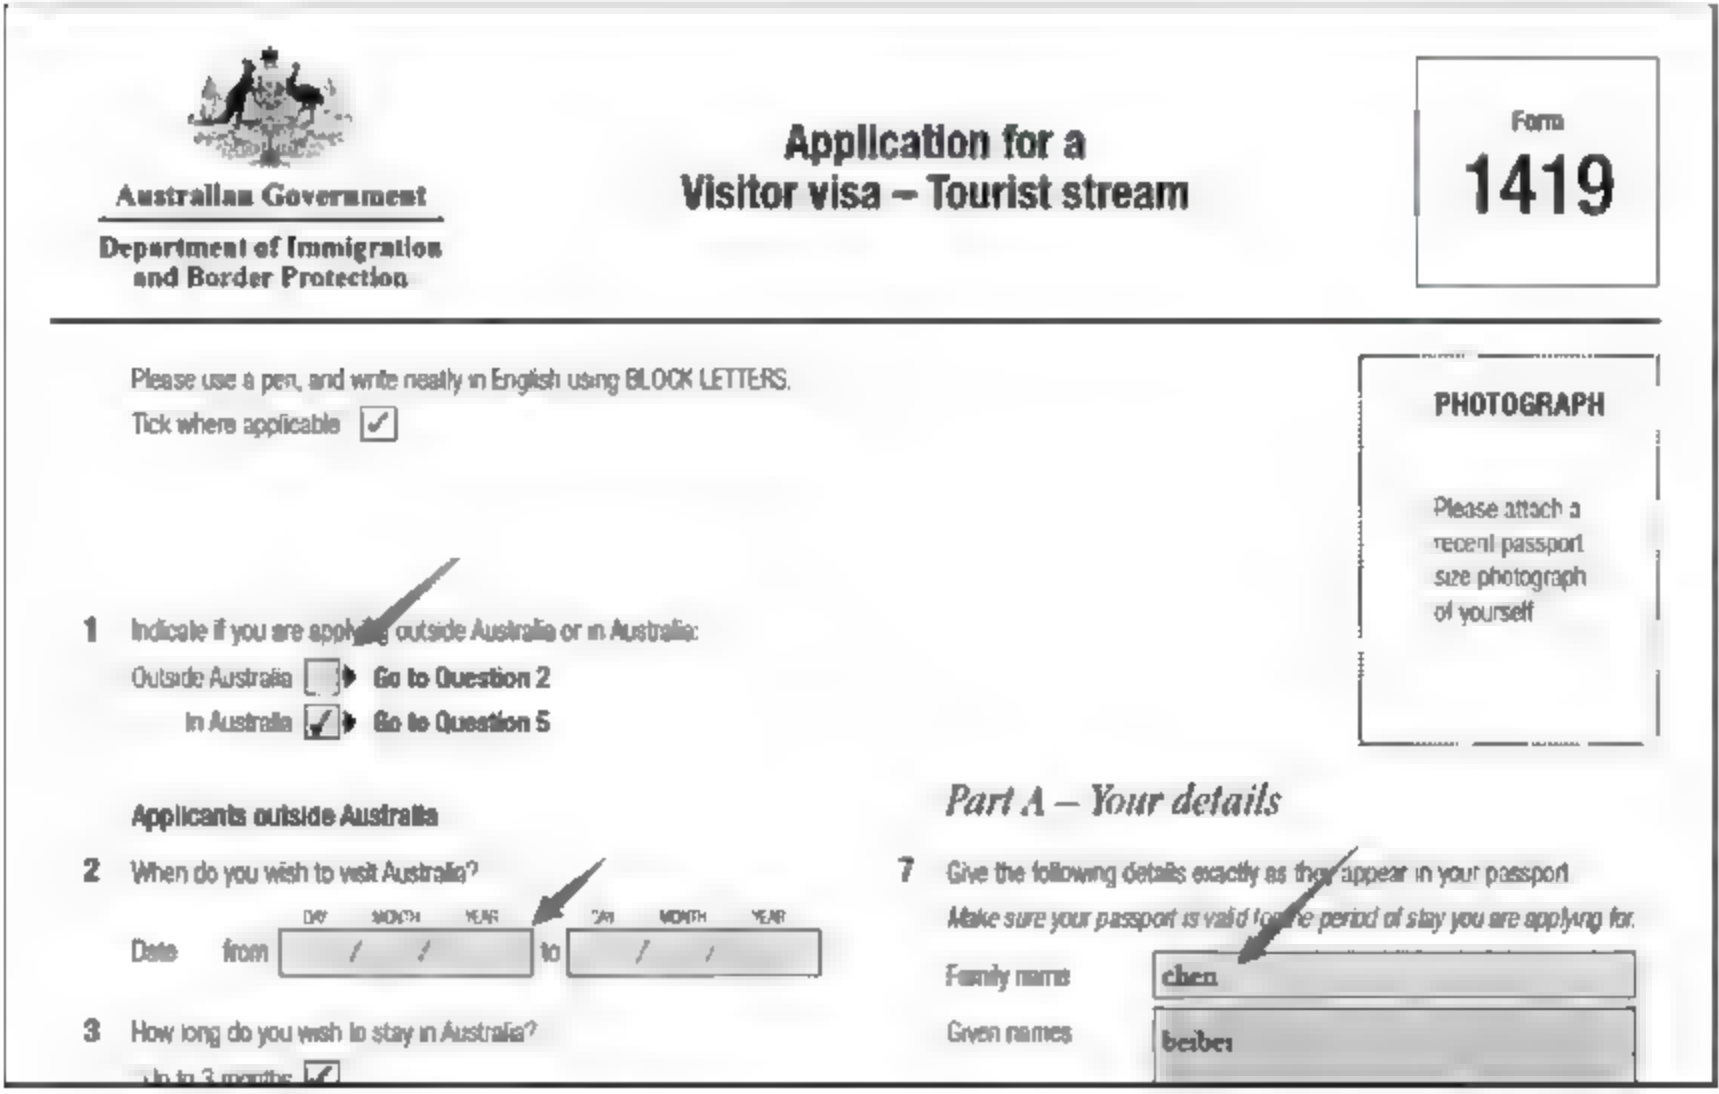 Australian Government
Department of Immigration
and Border Protection
Application for a
Visitor visa – Tourist stream
Form
1419
Please use a pen, and write neatly in English using BLOCK LETTERS.
Tick where applicable ✓
PHOTOGRAPH
Please attach a
recent passport
size photograph
of yourself
1 Indicate if you are applying outside Australia or in Australia:
Outside Australia Go to Question 2
In Australia ✓ Go to Question 5
Applicants outside Australia
2 When do you wish to visit Australia?
DAY MONTH YEAR DAY MONTH YEAR
Date from / / to / /
3 How long do you wish to stay in Australia?
Up to 3 months ✓
Part A – Your details
7 Give the following details exactly as they appear in your passport
Make sure your passport is valid for the period of stay you are applying for.
Family name chen
Given names beibei